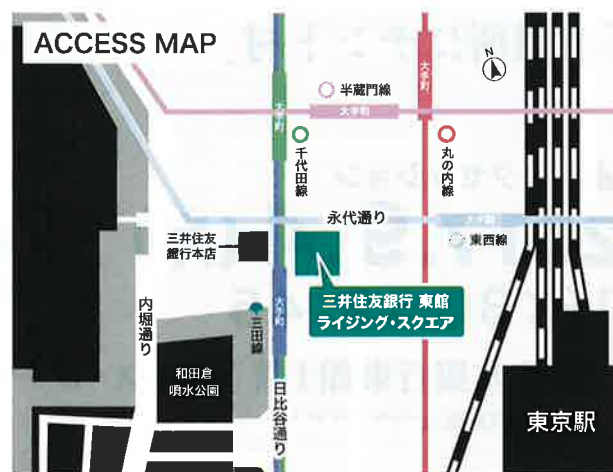 ACCESS MAP
N
大手町
半蔵門線
大手町
大手町
千代田線
丸の内線
永代通り
大手町
東西線
三井住友
銀行本店
三井住友銀行 東館
ライジング・スクエア
大手町
三田線
内堀通り
和田倉
噴水公園
日比谷通り
東京駅